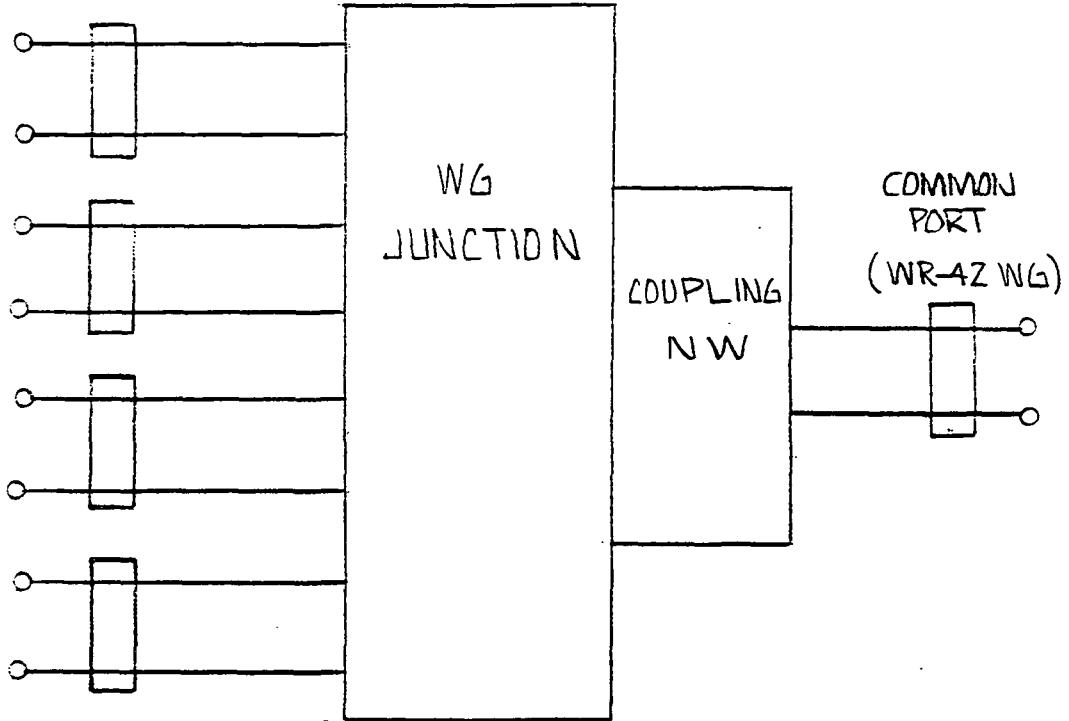 WG
JUNCTION
COUPLING
NW
COMMON
PORT
(WR-42 WG)